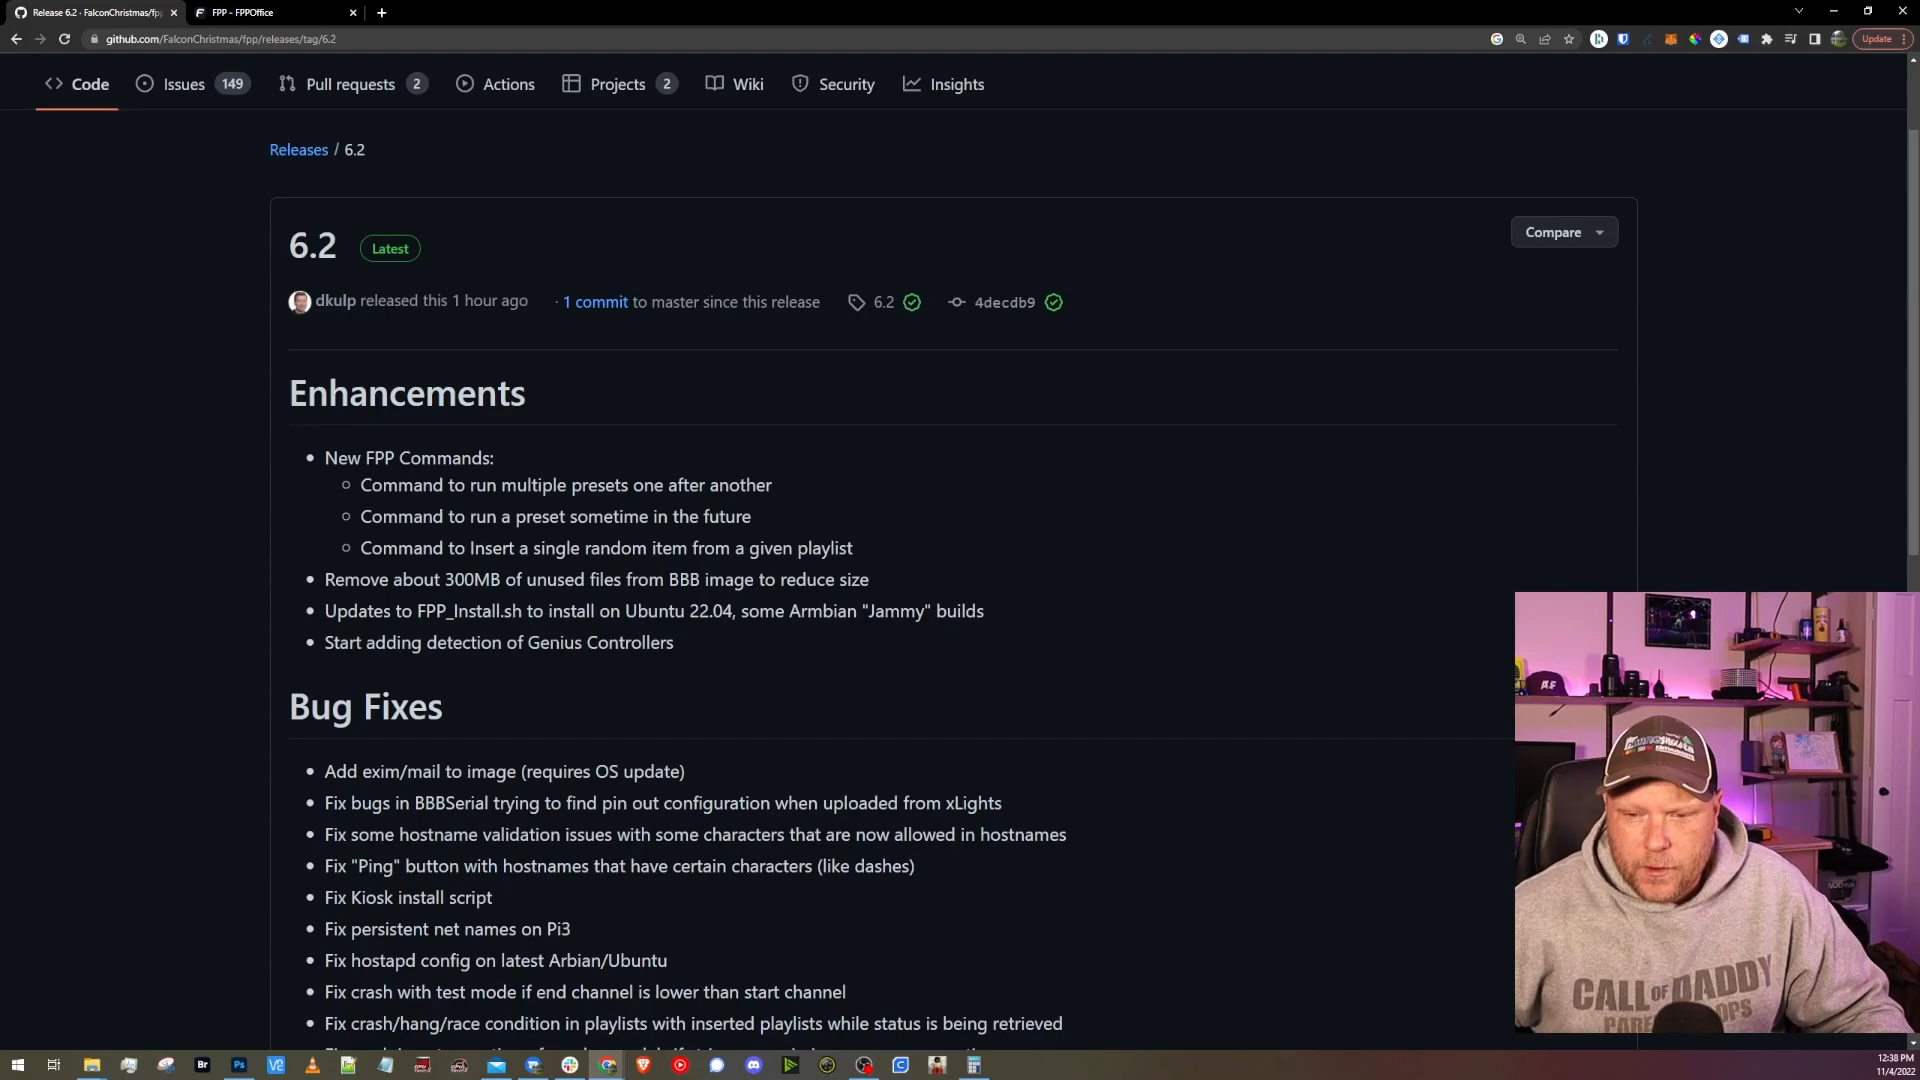 Release 6.2 · FalconChristmas/fpp
FPP - FPPOffice
github.com/FalconChristmas/fpp/releases/tag/6.2
Update
Code
Issues 149
Pull requests 2
Actions
Projects 2
Wiki
Security
Insights
Releases / 6.2
6.2 Latest
Compare
dkulp released this 1 hour ago · 1 commit to master since this release 6.2 4decdb9
Enhancements
• New FPP Commands:
○ Command to run multiple presets one after another
○ Command to run a preset sometime in the future
○ Command to Insert a single random item from a given playlist
• Remove about 300MB of unused files from BBB image to reduce size
• Updates to FPP_Install.sh to install on Ubuntu 22.04, some Armbian "Jammy" builds
• Start adding detection of Genius Controllers
Bug Fixes
• Add exim/mail to image (requires OS update)
• Fix bugs in BBBSerial trying to find pin out configuration when uploaded from xLights
• Fix some hostname validation issues with some characters that are now allowed in hostnames
• Fix "Ping" button with hostnames that have certain characters (like dashes)
• Fix Kiosk install script
• Fix persistent net names on Pi3
• Fix hostapd config on latest Arbian/Ubuntu
• Fix crash with test mode if end channel is lower than start channel
• Fix crash/hang/race condition in playlists with inserted playlists while status is being retrieved
CALL OF DADDY
Br
Ps
12:38 PM
11/4/2022